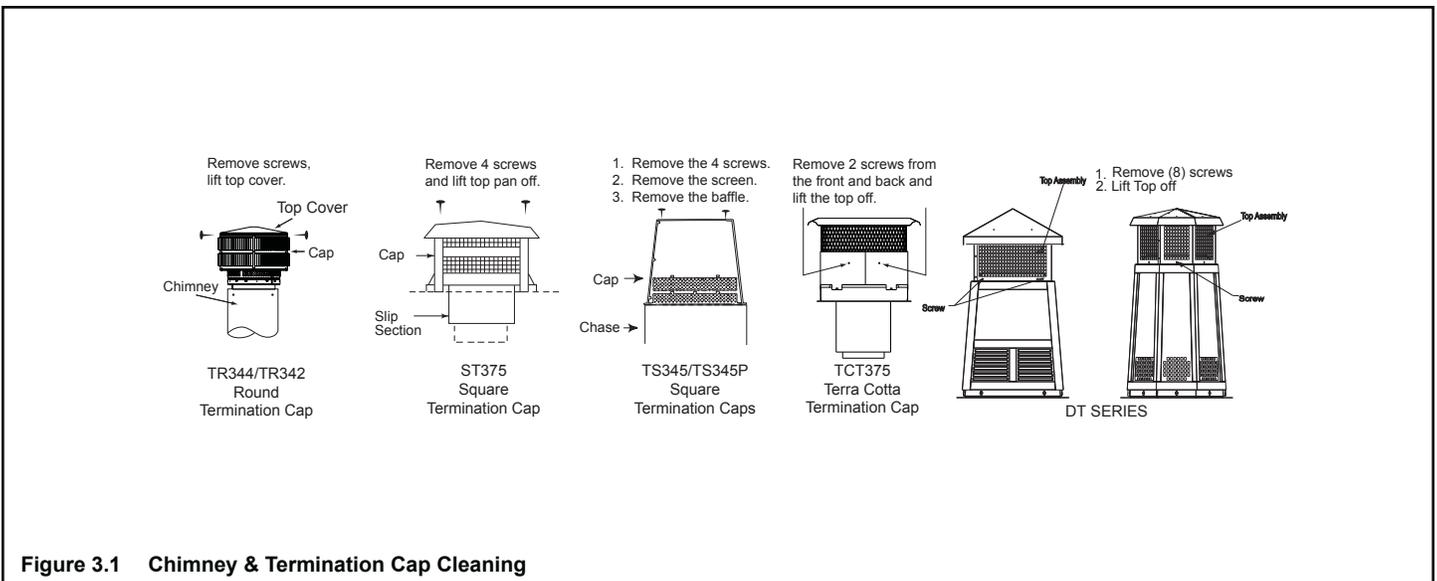 Remove screws,
lift top cover.
Top Cover
Cap
Chimney
TR344/TR342
Round
Termination Cap
Remove 4 screws
and lift top pan off.
Cap
Slip
Section
ST375
Square
Termination Cap
1. Remove the 4 screws.
2. Remove the screen.
3. Remove the baffle.
Cap
Chase
TS345/TS345P
Square
Termination Caps
Remove 2 screws from
the front and back and
lift the top off.
TCT375
Terra Cotta
Termination Cap
Top Assembly
1. Remove (8) screws
2. Lift Top off
Top Assembly
Screw
Screw
DT SERIES
Figure 3.1 Chimney & Termination Cap Cleaning